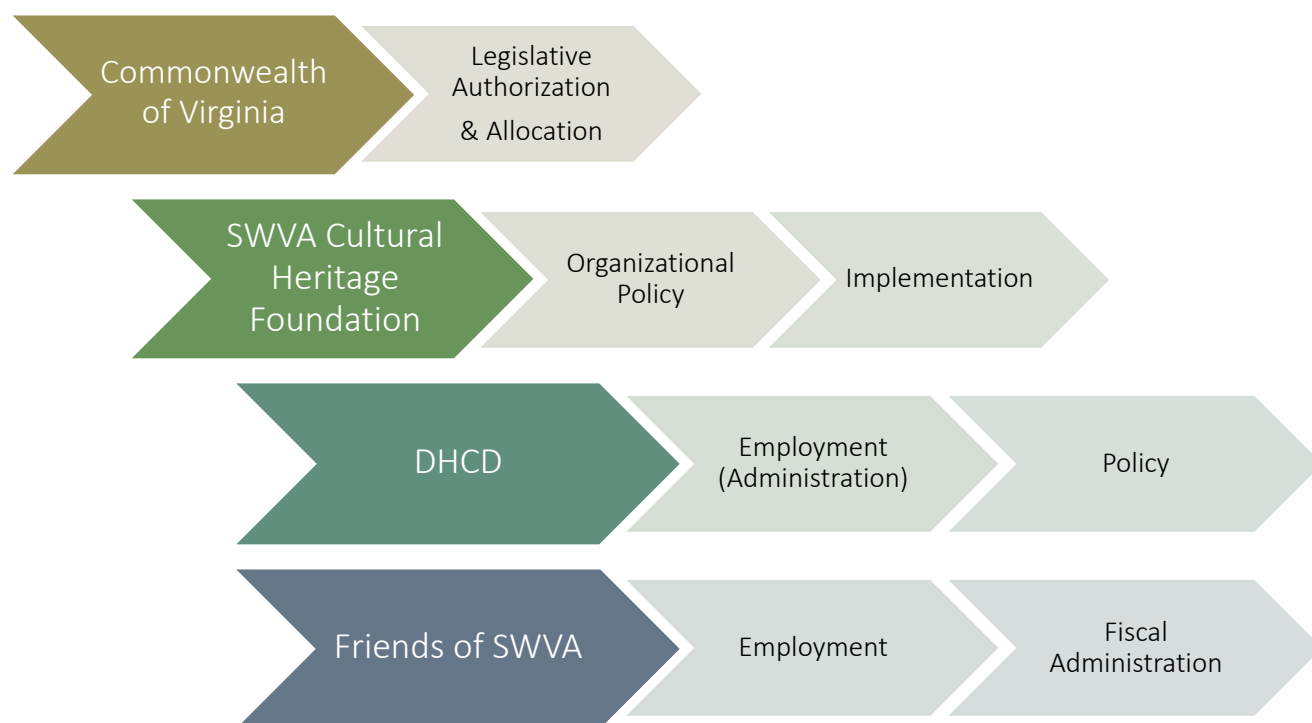 Commonwealth
of Virginia
Legislative
Authorization
& Allocation
SWVA Cultural
Heritage
Foundation
Organizational
Policy
Implementation
DHCD
Employment
(Administration)
Policy
Friends of SWVA
Employment
Fiscal
Administration